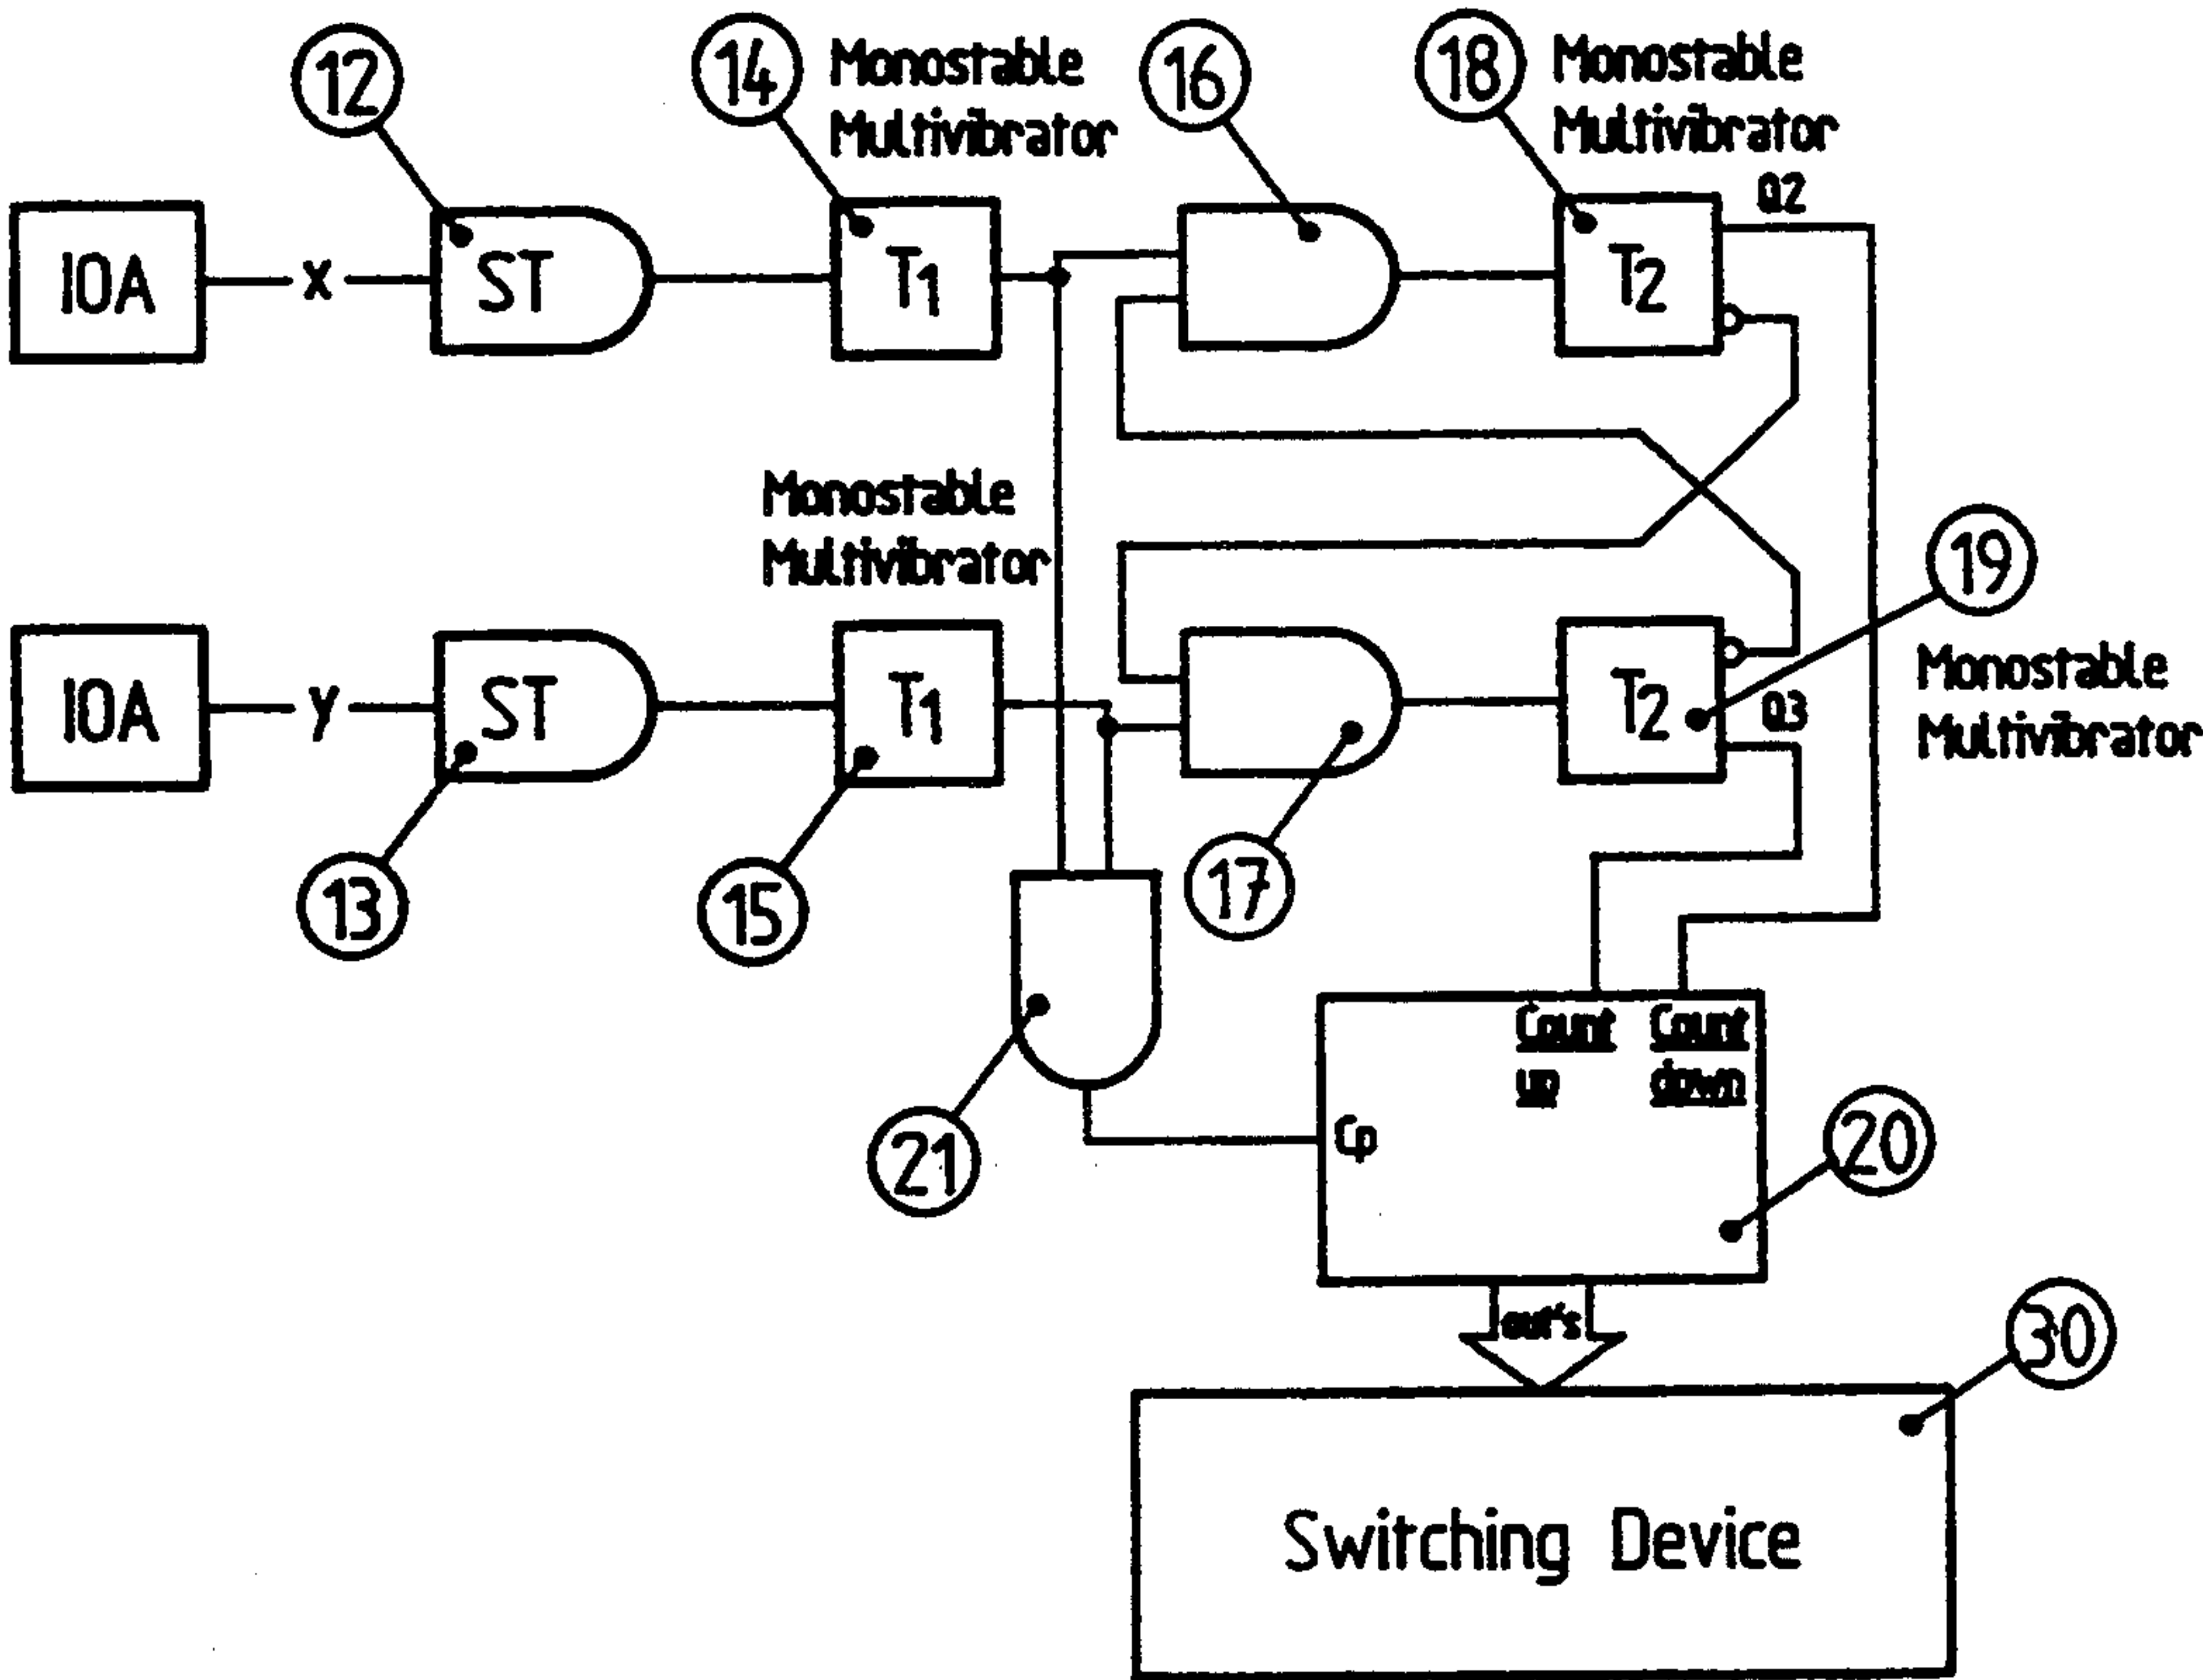 12
14
Monostable
Multivibrator
16
18
Monostable
Multivibrator
Q2
10A
X
ST
T1
T2
Monostable
Multivibrator
19
10A
Y
ST
T1
T2
Q3
Monostable
Multivibrator
13
15
17
Count
up
Count
down
21
Cp
20
out's
30
Switching Device